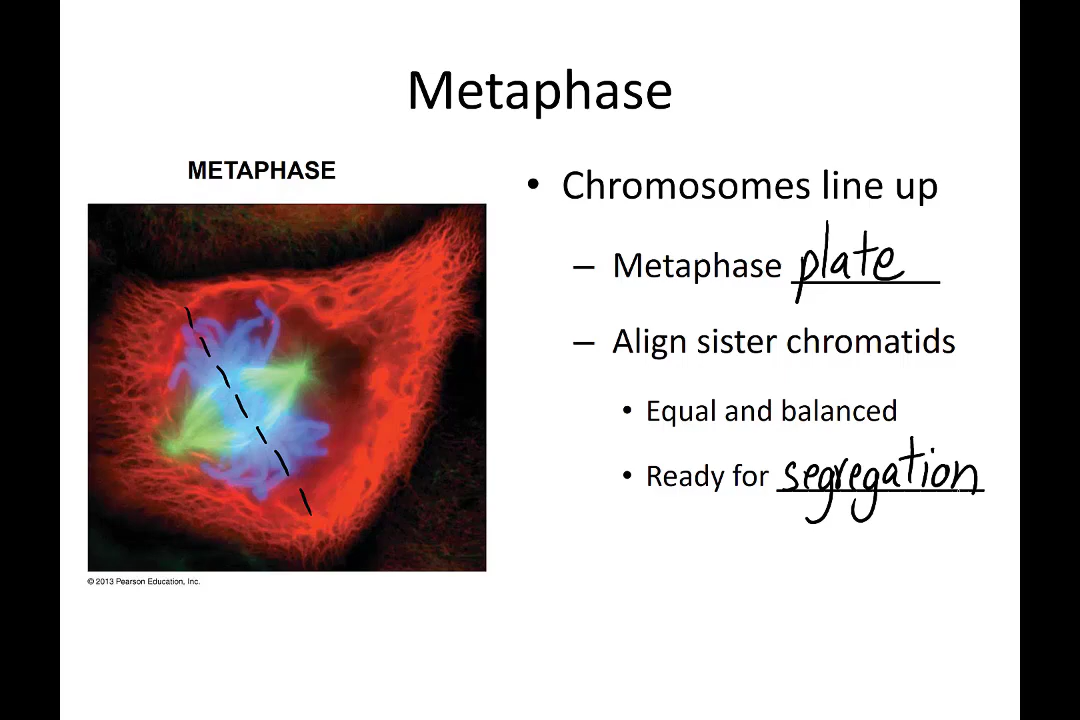 Metaphase
METAPHASE
• Chromosomes line up
– Metaphase plate
– Align sister chromatids
• Equal and balanced
• Ready for segregation
© 2013 Pearson Education, Inc.